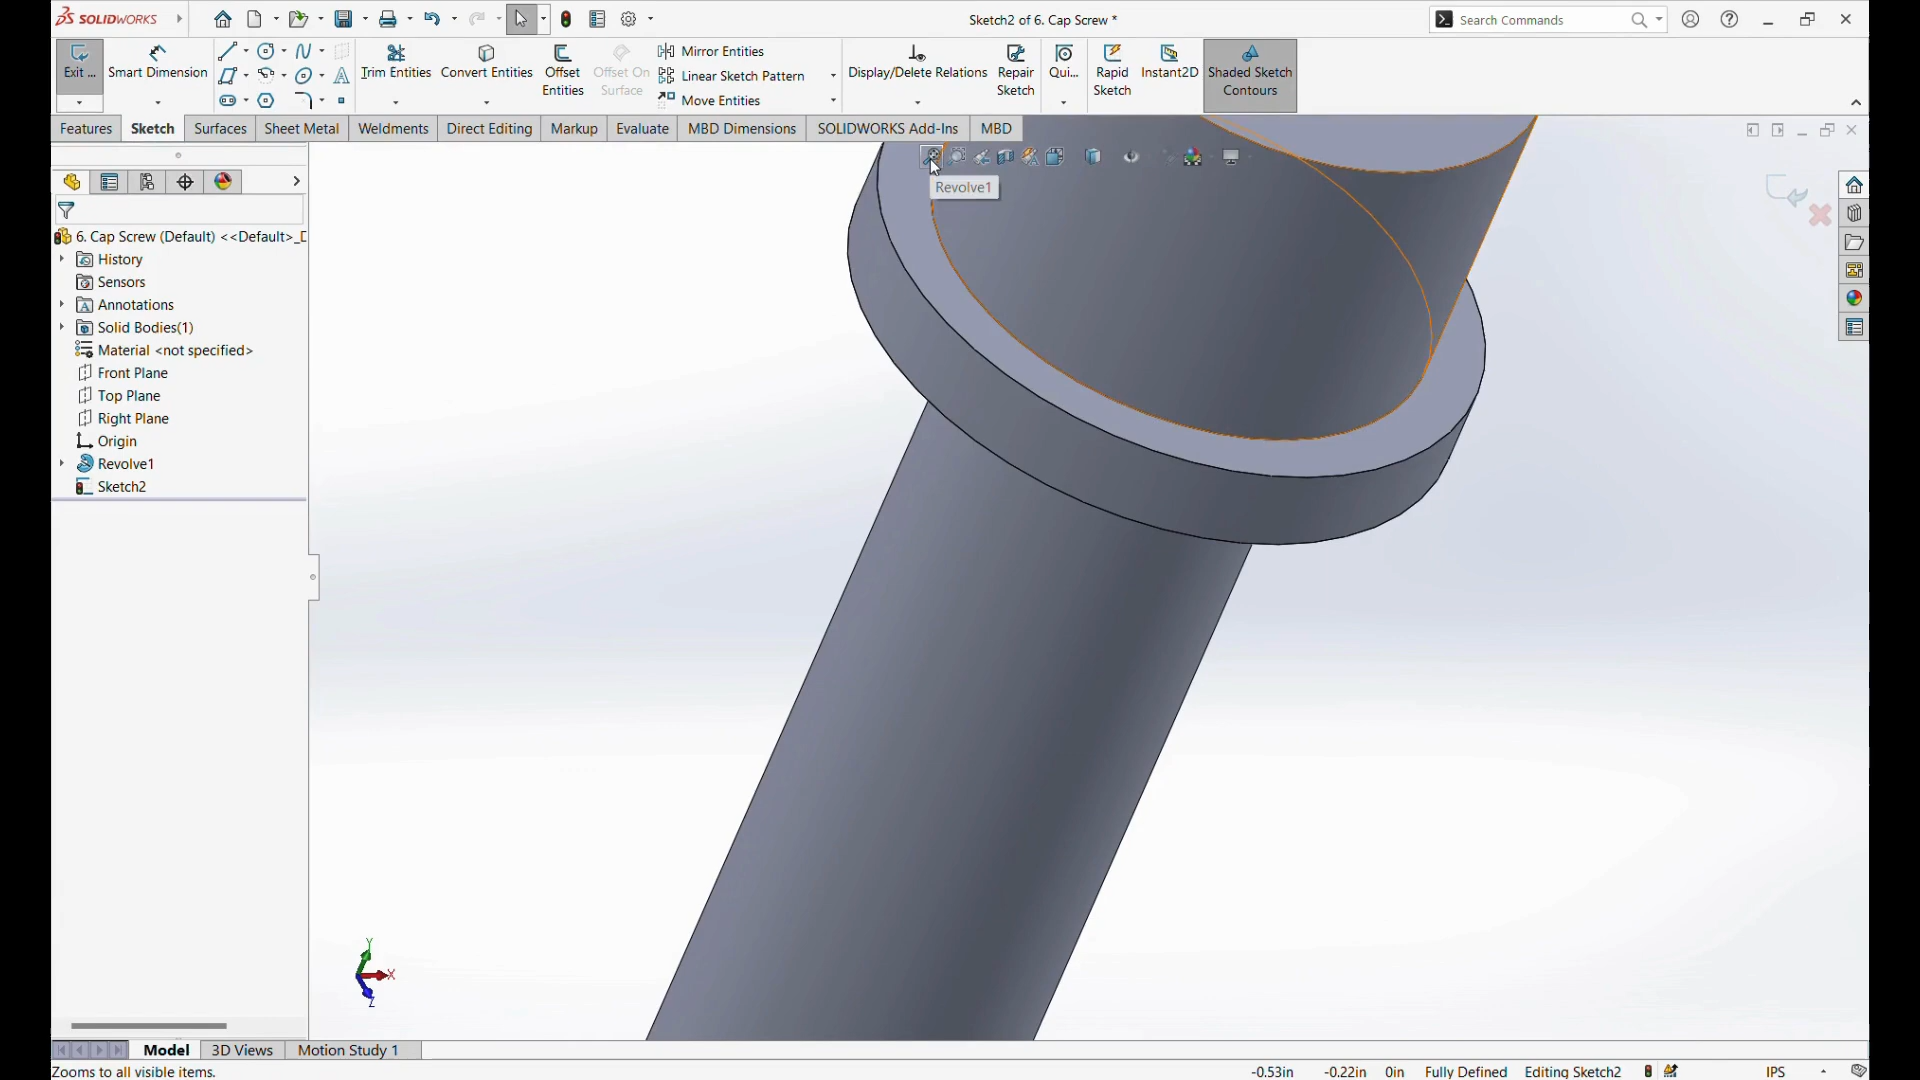 SOLIDWORKS
Sketch2 of 6. Cap Screw *
Search Commands
Exit ...
Smart Dimension
Trim Entities
Convert Entities
Offset Entities
Offset On Surface
Mirror Entities
Linear Sketch Pattern
Move Entities
Display/Delete Relations
Repair Sketch
Qui...
Rapid Sketch
Instant2D
Shaded Sketch Contours
Features
Sketch
Surfaces
Sheet Metal
Weldments
Direct Editing
Markup
Evaluate
MBD Dimensions
SOLIDWORKS Add-Ins
MBD
Revolve1
6. Cap Screw (Default) <<Default>_D
History
Sensors
Annotations
Solid Bodies(1)
Material <not specified>
Front Plane
Top Plane
Right Plane
Origin
Revolve1
Sketch2
Y
X
Z
Model
3D Views
Motion Study 1
Zooms to all visible items.
-0.53in
-0.22in
0in
Fully Defined
Editing Sketch2
IPS